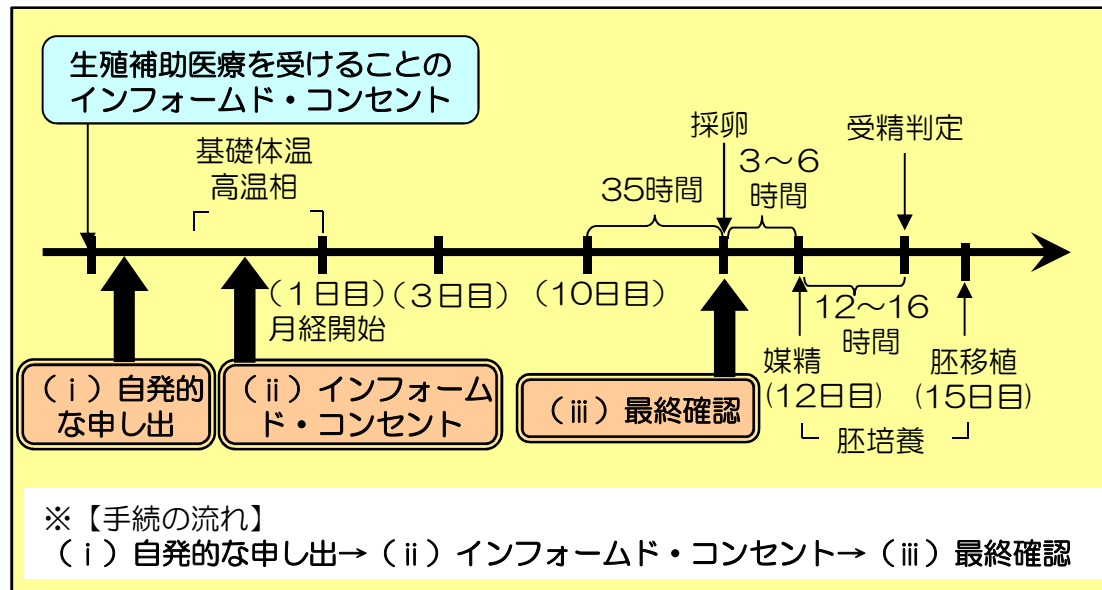 生殖補助医療を受けることの
インフォームド・コンセント
基礎体温
高温相
採卵
受精判定
35時間
3～6
時間
(1日目)
月経開始
(3日目)
(10日目)
12～16
時間
媒精
(12日目)
胚移植
(15日目)
胚培養
(ⅰ)自発的
な申し出
(ⅱ)インフォーム
ド・コンセント
(ⅲ)最終確認
※【手続の流れ】
(ⅰ)自発的な申し出→(ⅱ)インフォームド・コンセント→(ⅲ)最終確認